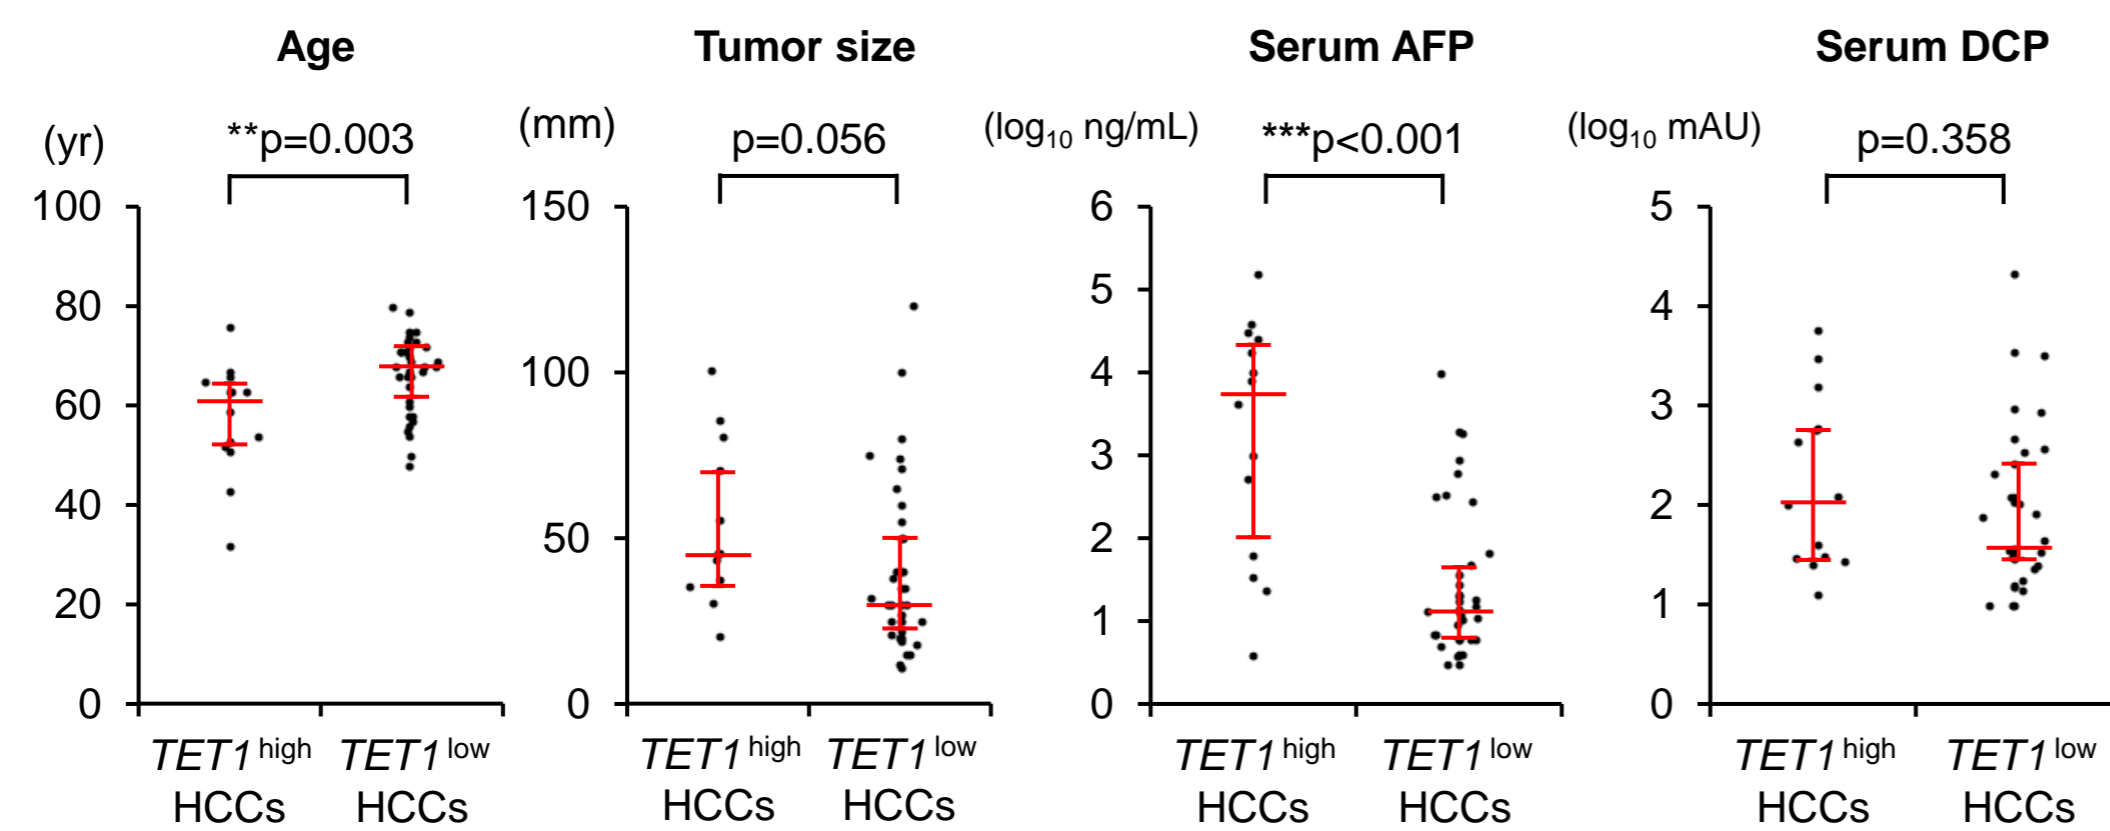 Age
(yr)
**p=0.003
100
80
60
40
20
0
TET1 high
HCCs
TET1 low
HCCs
Tumor size
(mm)
p=0.056
150
100
50
0
TET1 high
HCCs
TET1 low
HCCs
Serum AFP
(log10 ng/mL)
***p<0.001
6
5
4
3
2
1
0
TET1 high
HCCs
TET1 low
HCCs
Serum DCP
(log10 mAU)
p=0.358
5
4
3
2
1
0
TET1 high
HCCs
TET1 low
HCCs